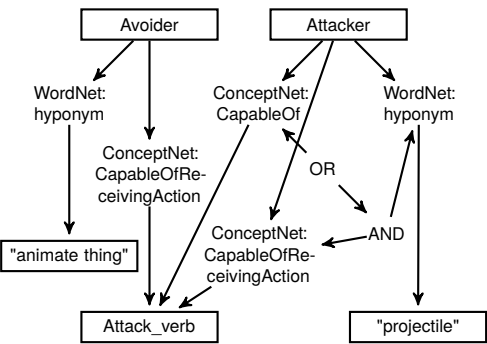 Avoider
Attacker
WordNet:
hyponym
ConceptNet:
CapableOf
WordNet:
hyponym
ConceptNet:
CapableOfRe-
ceivingAction
OR
ConceptNet:
CapableOfRe-
ceivingAction
AND
"animate thing"
Attack_verb
"projectile"